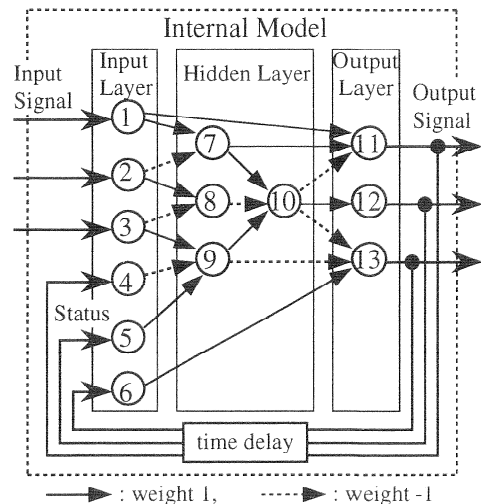 Internal Model
Input
Signal
Input
Layer
Hidden Layer
Output
Layer
Output
Signal
1
2
3
4
5
6
7
8
9
10
11
12
13
Status
time delay
: weight 1,
: weight -1